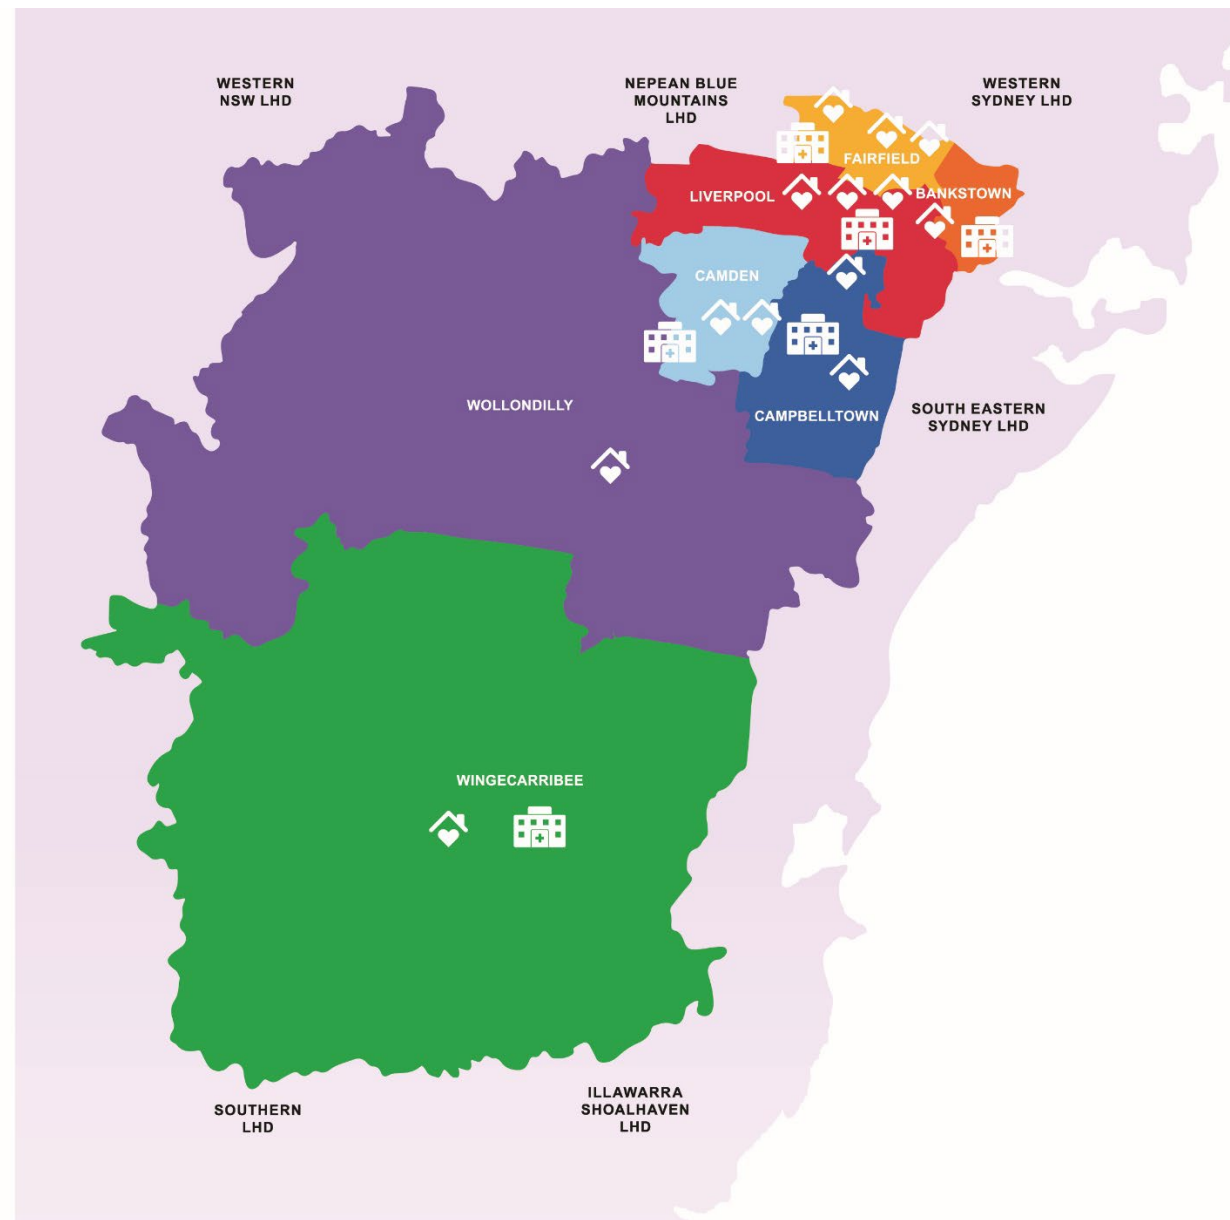 WESTERN
NSW LHD
NEPEAN BLUE
MOUNTAINS
LHD
WESTERN
SYDNEY LHD
FAIRFIELD
LIVERPOOL
BANKSTOWN
CAMDEN
WOLLONDILLY
CAMPBELLTOWN
SOUTH EASTERN
SYDNEY LHD
WINGECARRIBEE
SOUTHERN
LHD
ILLAWARRA
SHOALHAVEN
LHD